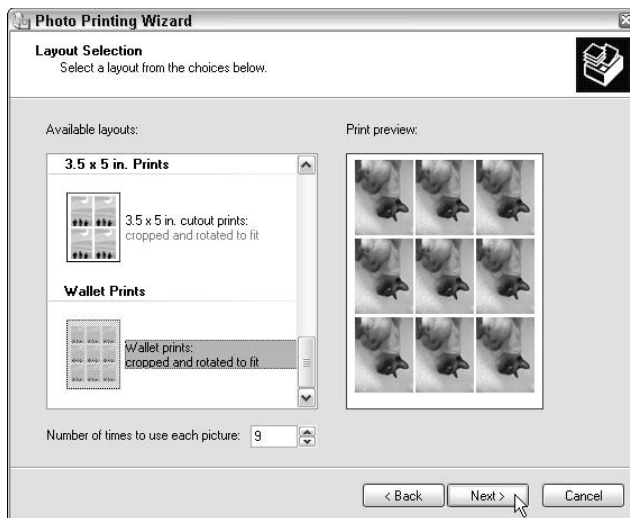 Photo Printing Wizard
Layout Selection
Select a layout from the choices below.
Available layouts:
Print preview:
3.5 x 5 in. Prints
3.5 x 5 in. cutout prints:
cropped and rotated to fit
Wallet Prints
Wallet prints:
cropped and rotated to fit
Number of times to use each picture: 9
< Back
Next >
Cancel